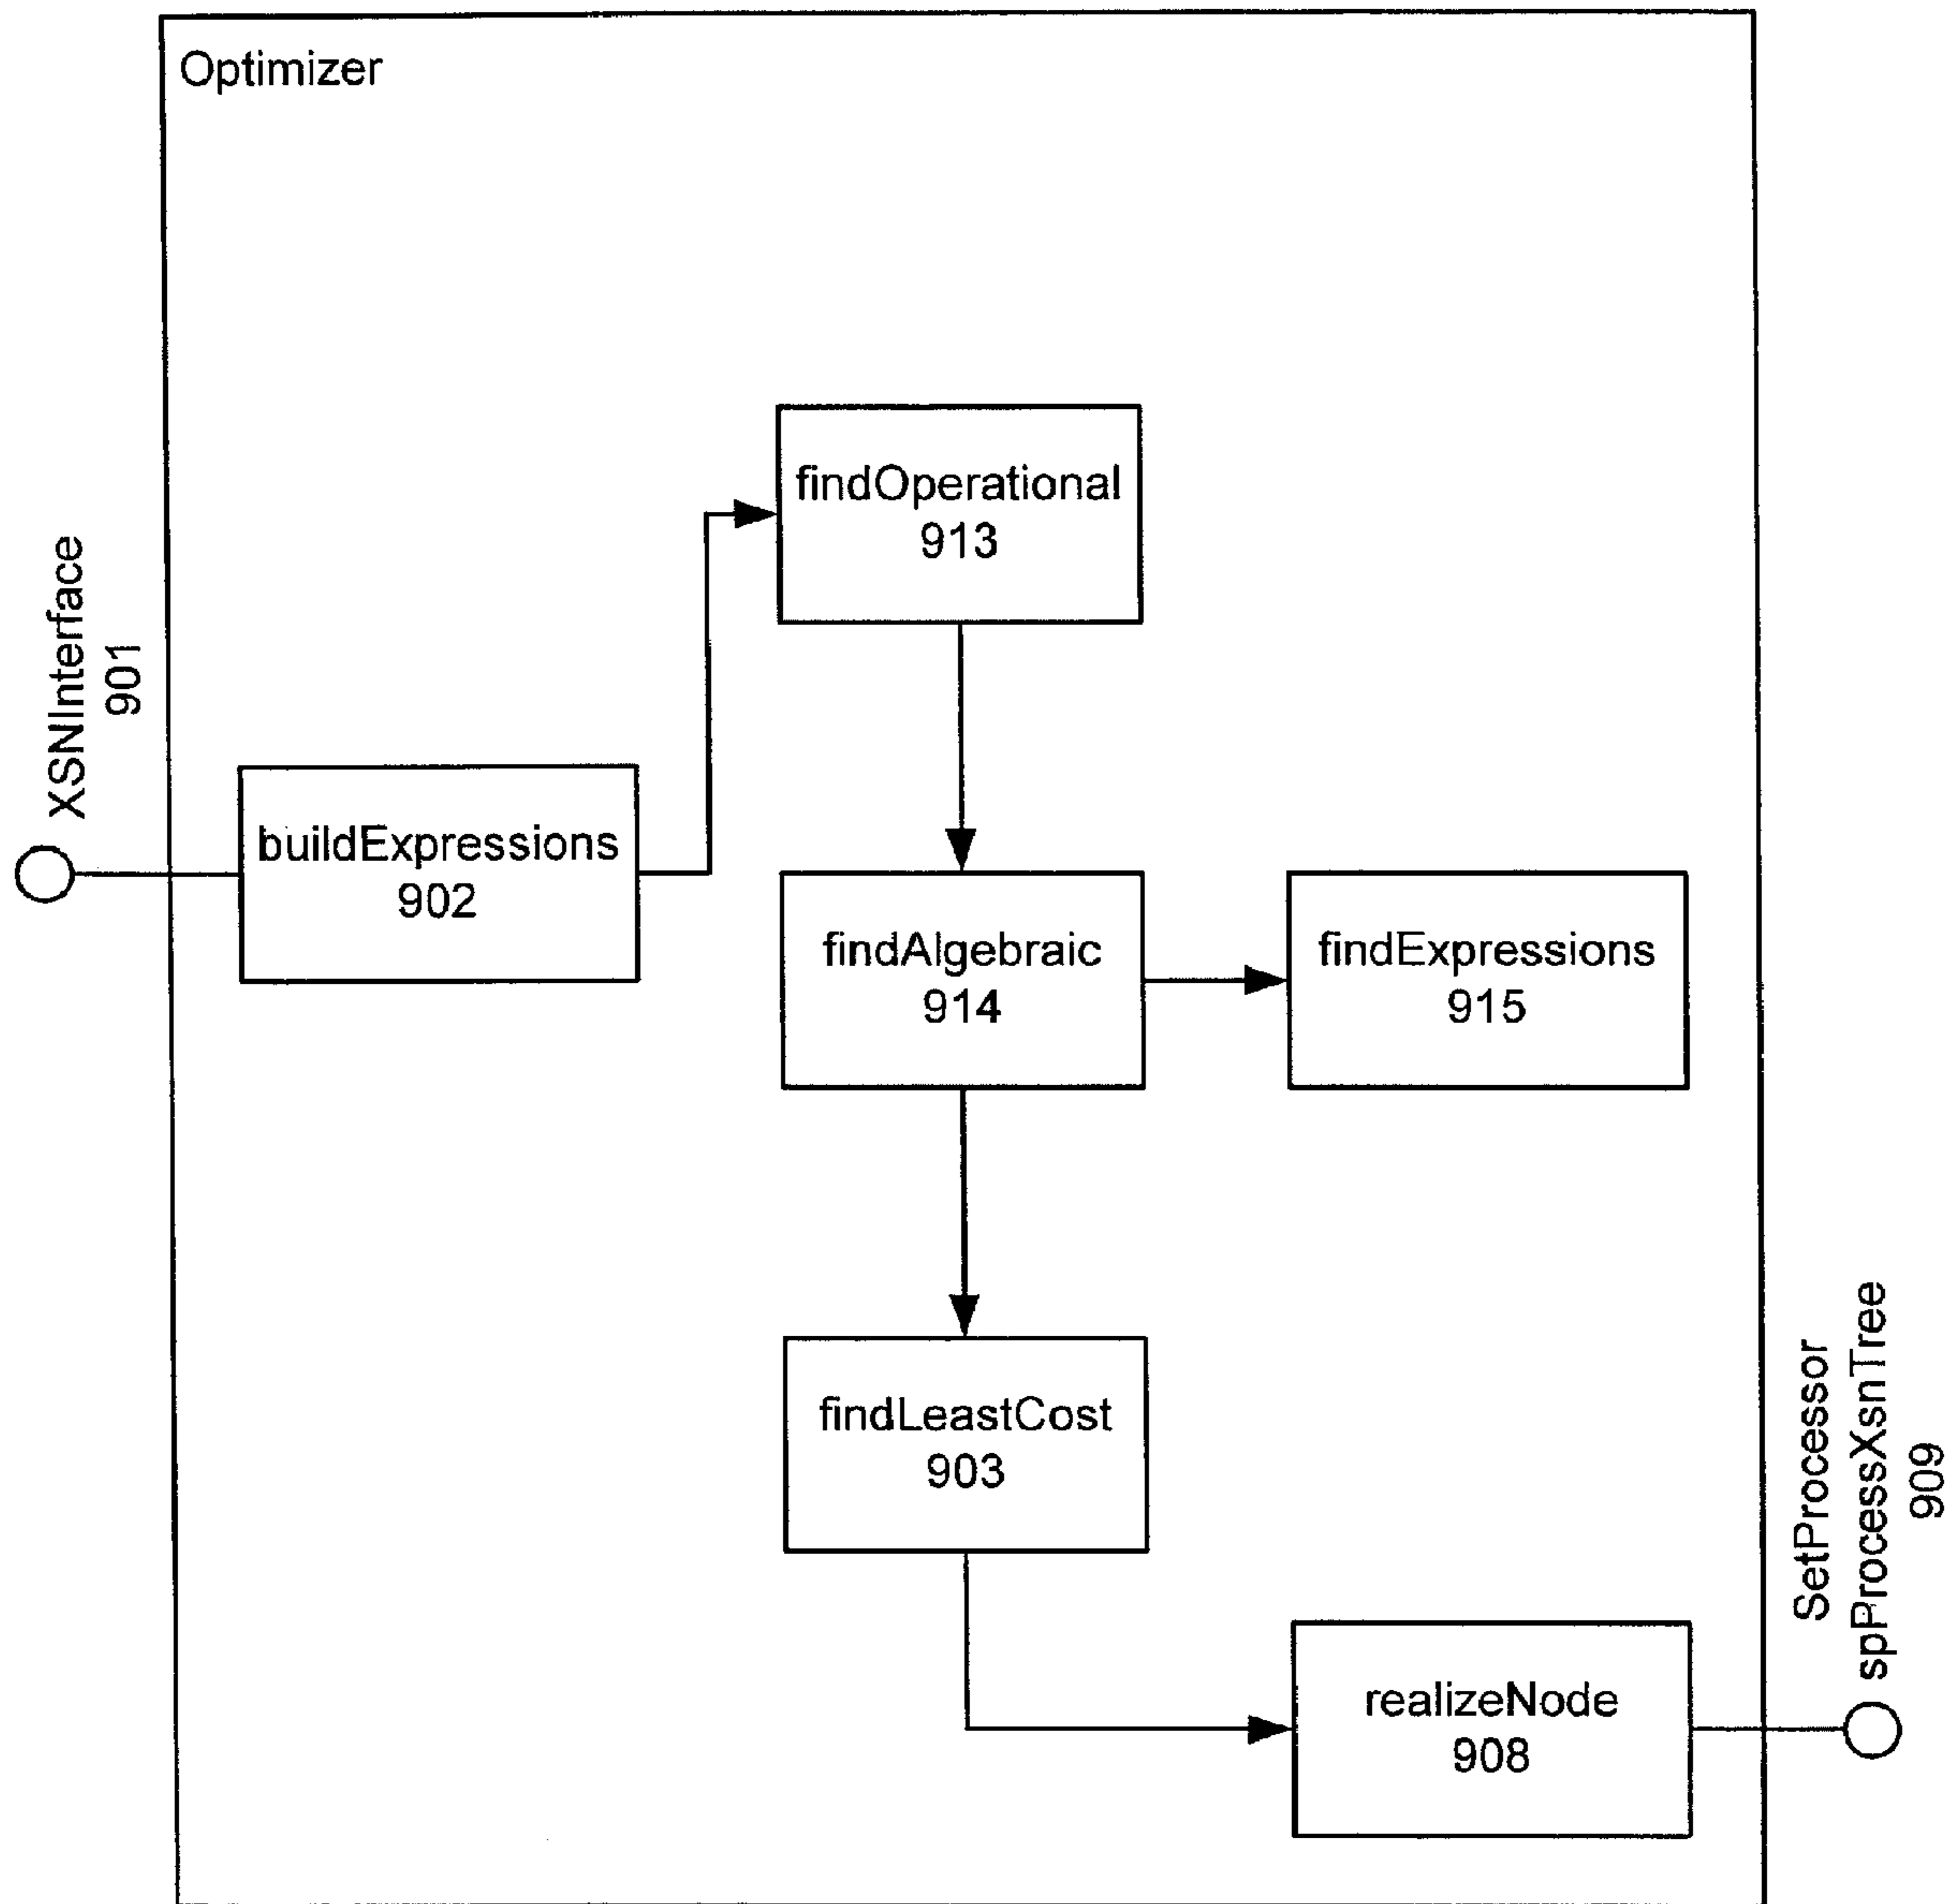 Optimizer
XSNInterface
901
buildExpressions
902
findOperational
913
findAlgebraic
914
findExpressions
915
findLeastCost
903
realizeNode
908
SetProcessor
spProcessXsnTree
909